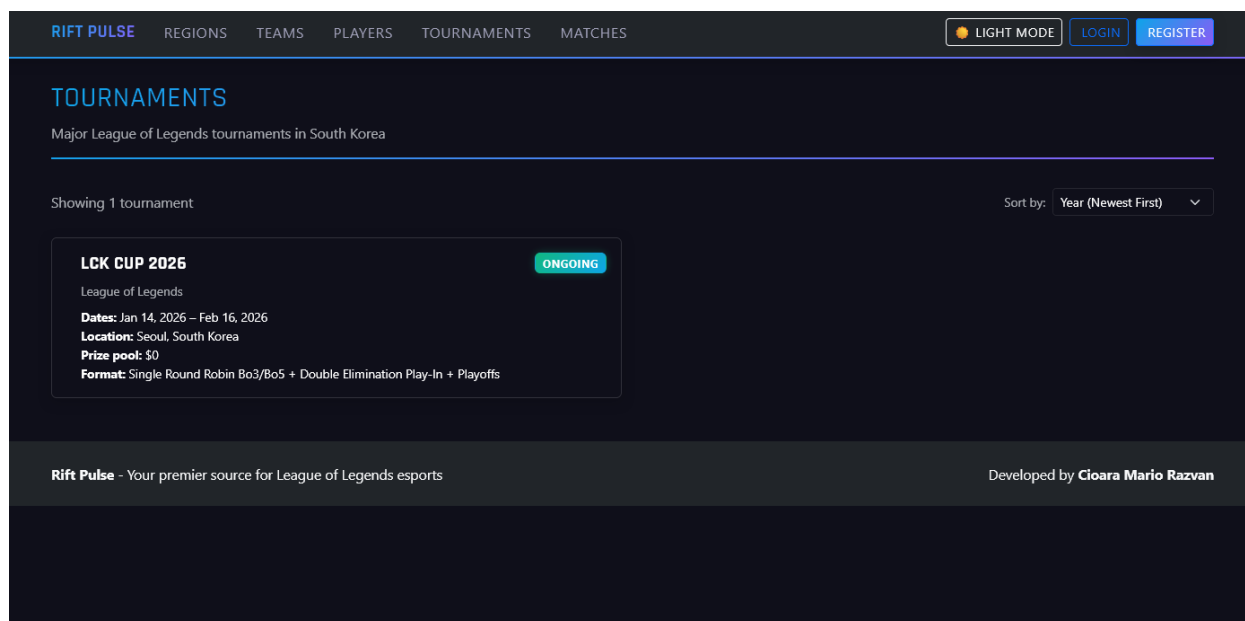 RIFT PULSE REGIONS TEAMS PLAYERS TOURNAMENTS MATCHES LIGHT MODE LOGIN REGISTER
TOURNAMENTS
Major League of Legends tournaments in South Korea
Showing 1 tournament Sort by: Year (Newest First)
LCK CUP 2026 ONGOING
League of Legends
Dates: Jan 14, 2026 – Feb 16, 2026
Location: Seoul, South Korea
Prize pool: $0
Format: Single Round Robin Bo3/Bo5 + Double Elimination Play-In + Playoffs
Rift Pulse - Your premier source for League of Legends esports Developed by Cioara Mario Razvan